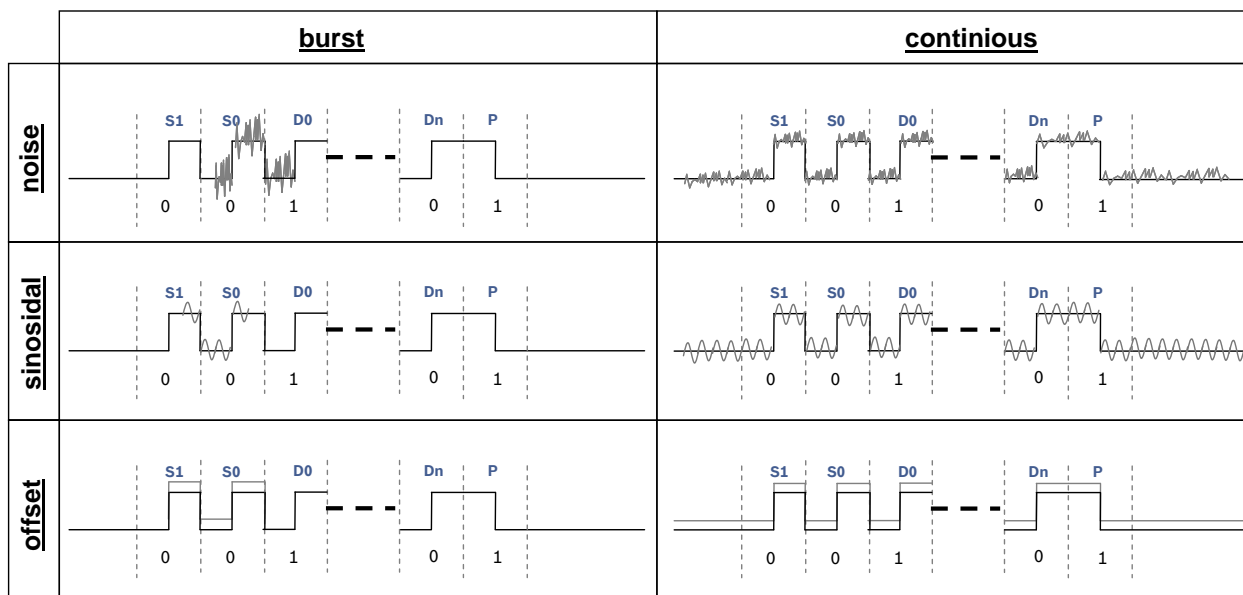 burst continious
noise
S1 S0 D0 Dn P S1 S0 D0 Dn P
0 0 1 0 1 0 0 1 0 1
sinosidal
S1 S0 D0 Dn P S1 S0 D0 Dn P
0 0 1 0 1 0 0 1 0 1
offset
S1 S0 D0 Dn P S1 S0 D0 Dn P
0 0 1 0 1 0 0 1 0 1